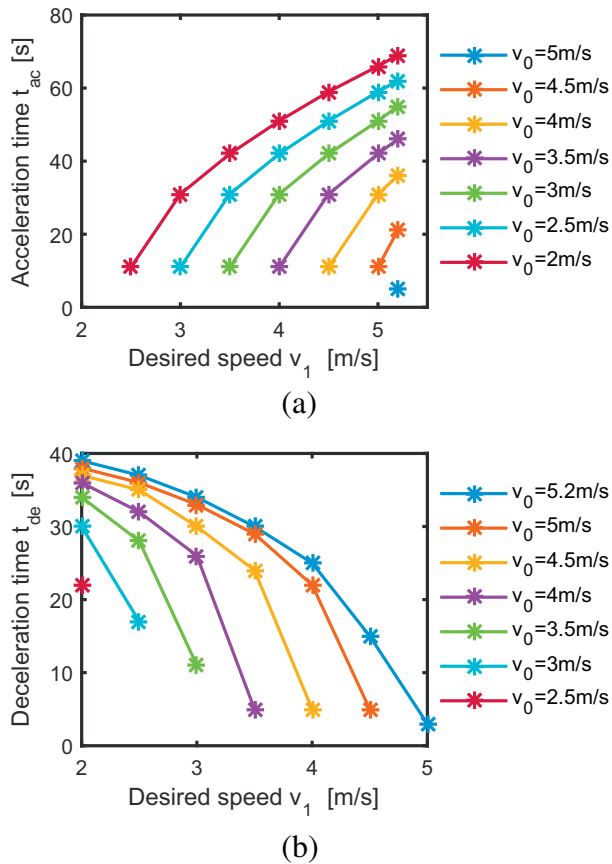 80
60
40
20
0
Acceleration time t_ac [s]
2 3 4 5
Desired speed v_1 [m/s]
v_0=5m/s
v_0=4.5m/s
v_0=4m/s
v_0=3.5m/s
v_0=3m/s
v_0=2.5m/s
v_0=2m/s
(a)
40
30
20
10
0
Deceleration time t_de [s]
2 3 4 5
Desired speed v_1 [m/s]
v_0=5.2m/s
v_0=5m/s
v_0=4.5m/s
v_0=4m/s
v_0=3.5m/s
v_0=3m/s
v_0=2.5m/s
(b)